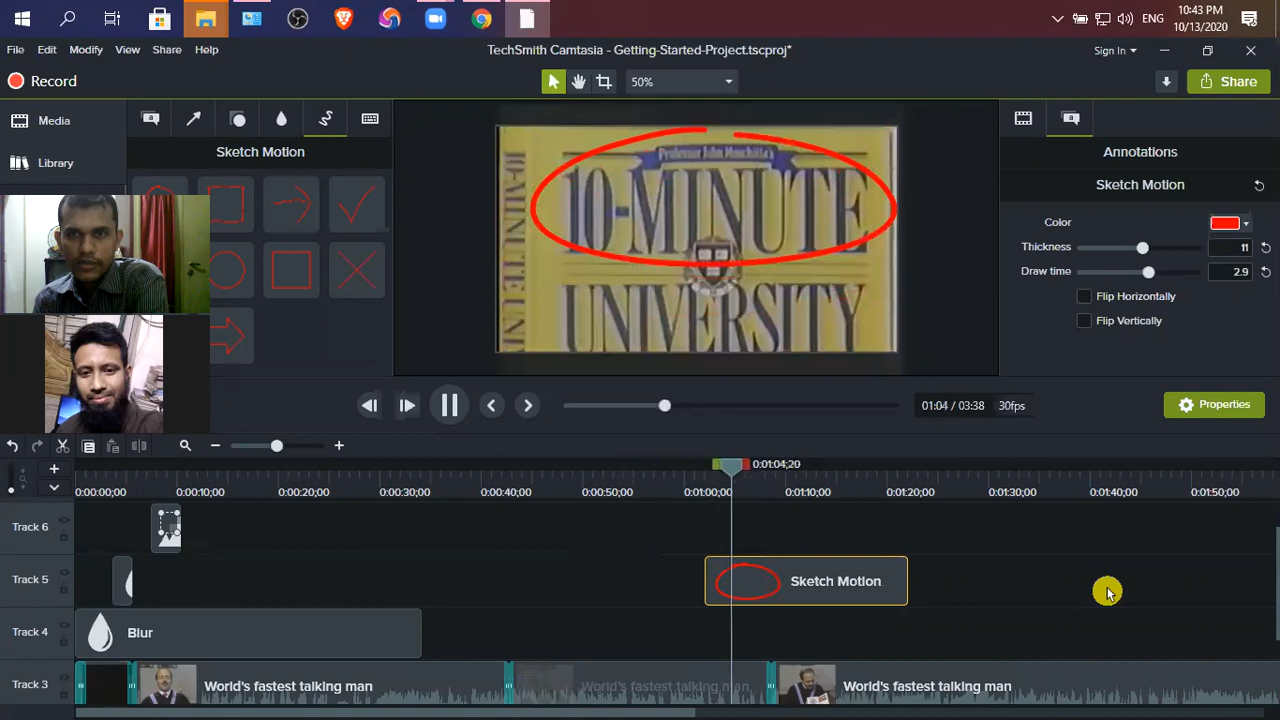 ENG
10:43 PM
10/13/2020
File Edit Modify View Share Help
TechSmith Camtasia - Getting-Started-Project.tscproj*
Sign In
Record
50%
Share
Media
Library
Sketch Motion
Professor John Moschitta's
10-MINUTE
UNIVERSITY
10-MINUTE UNI
Annotations
Sketch Motion
Color
Thickness 11
Draw time 2.9
Flip Horizontally
Flip Vertically
01:04 / 03:38 30fps
Properties
0:01:04;20
0:00:00;00 0:00:10;00 0:00:20;00 0:00:30;00 0:00:40;00 0:00:50;00 0:01:00;00 0:01:10;00 0:01:20;00 0:01:30;00 0:01:40;00 0:01:50;00
Track 6
Track 5
Sketch Motion
Track 4
Blur
Track 3
World's fastest talking man
World's fastest talking man
World's fastest talking man